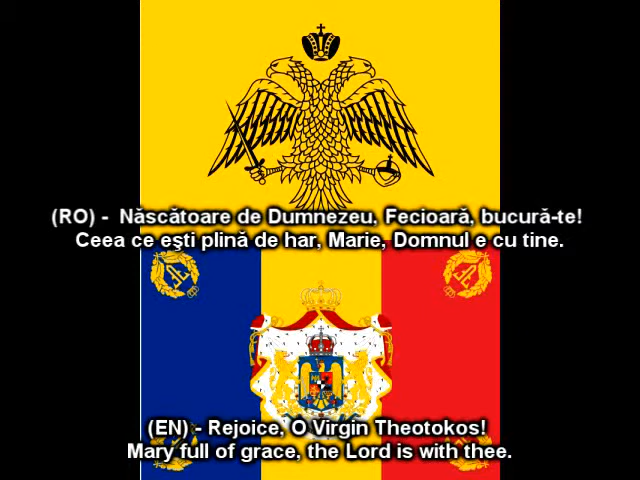 (RO) - Născătoare de Dumnezeu, Fecioară, bucură-te!
Ceea ce eşti plină de har, Marie, Domnul e cu tine.
(EN) - Rejoice, O Virgin Theotokos!
Mary full of grace, the Lord is with thee.